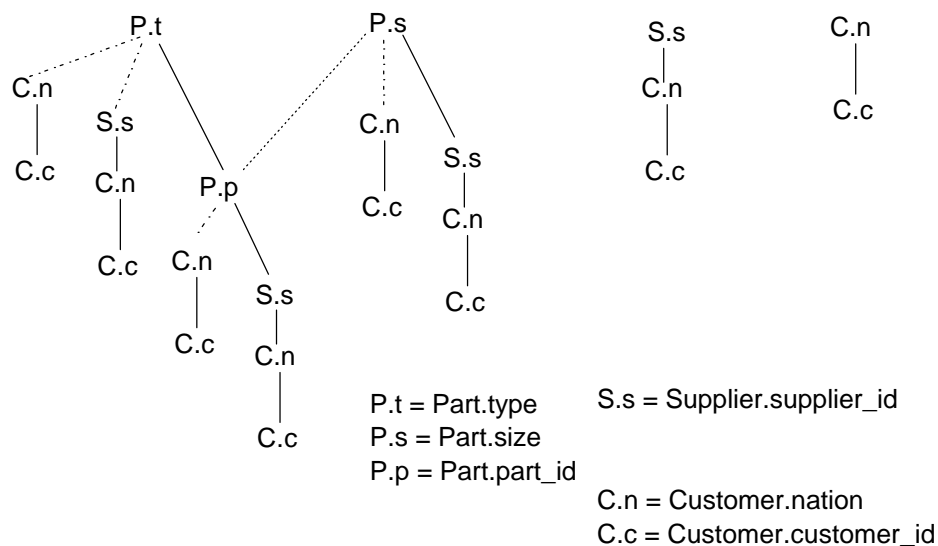 P.t
P.s
S.s
C.n
C.n
S.s
C.n
C.n
C.c
C.c
C.n
P.p
S.s
C.c
C.c
C.n
C.c
C.n
S.s
C.c
C.c
C.n
C.c
P.t = Part.type
S.s = Supplier.supplier_id
P.s = Part.size
P.p = Part.part_id
C.n = Customer.nation
C.c = Customer.customer_id